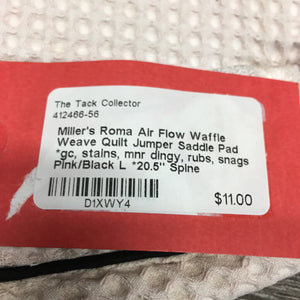 The Tack Collector
412466-56
Miller's Roma Air Flow Waffle
Weave Quilt Jumper Saddle Pad
*gc, stains, mnr dingy, rubs, snags
Pink/Black L *20.5" Spine
$11.00
D1XWY4